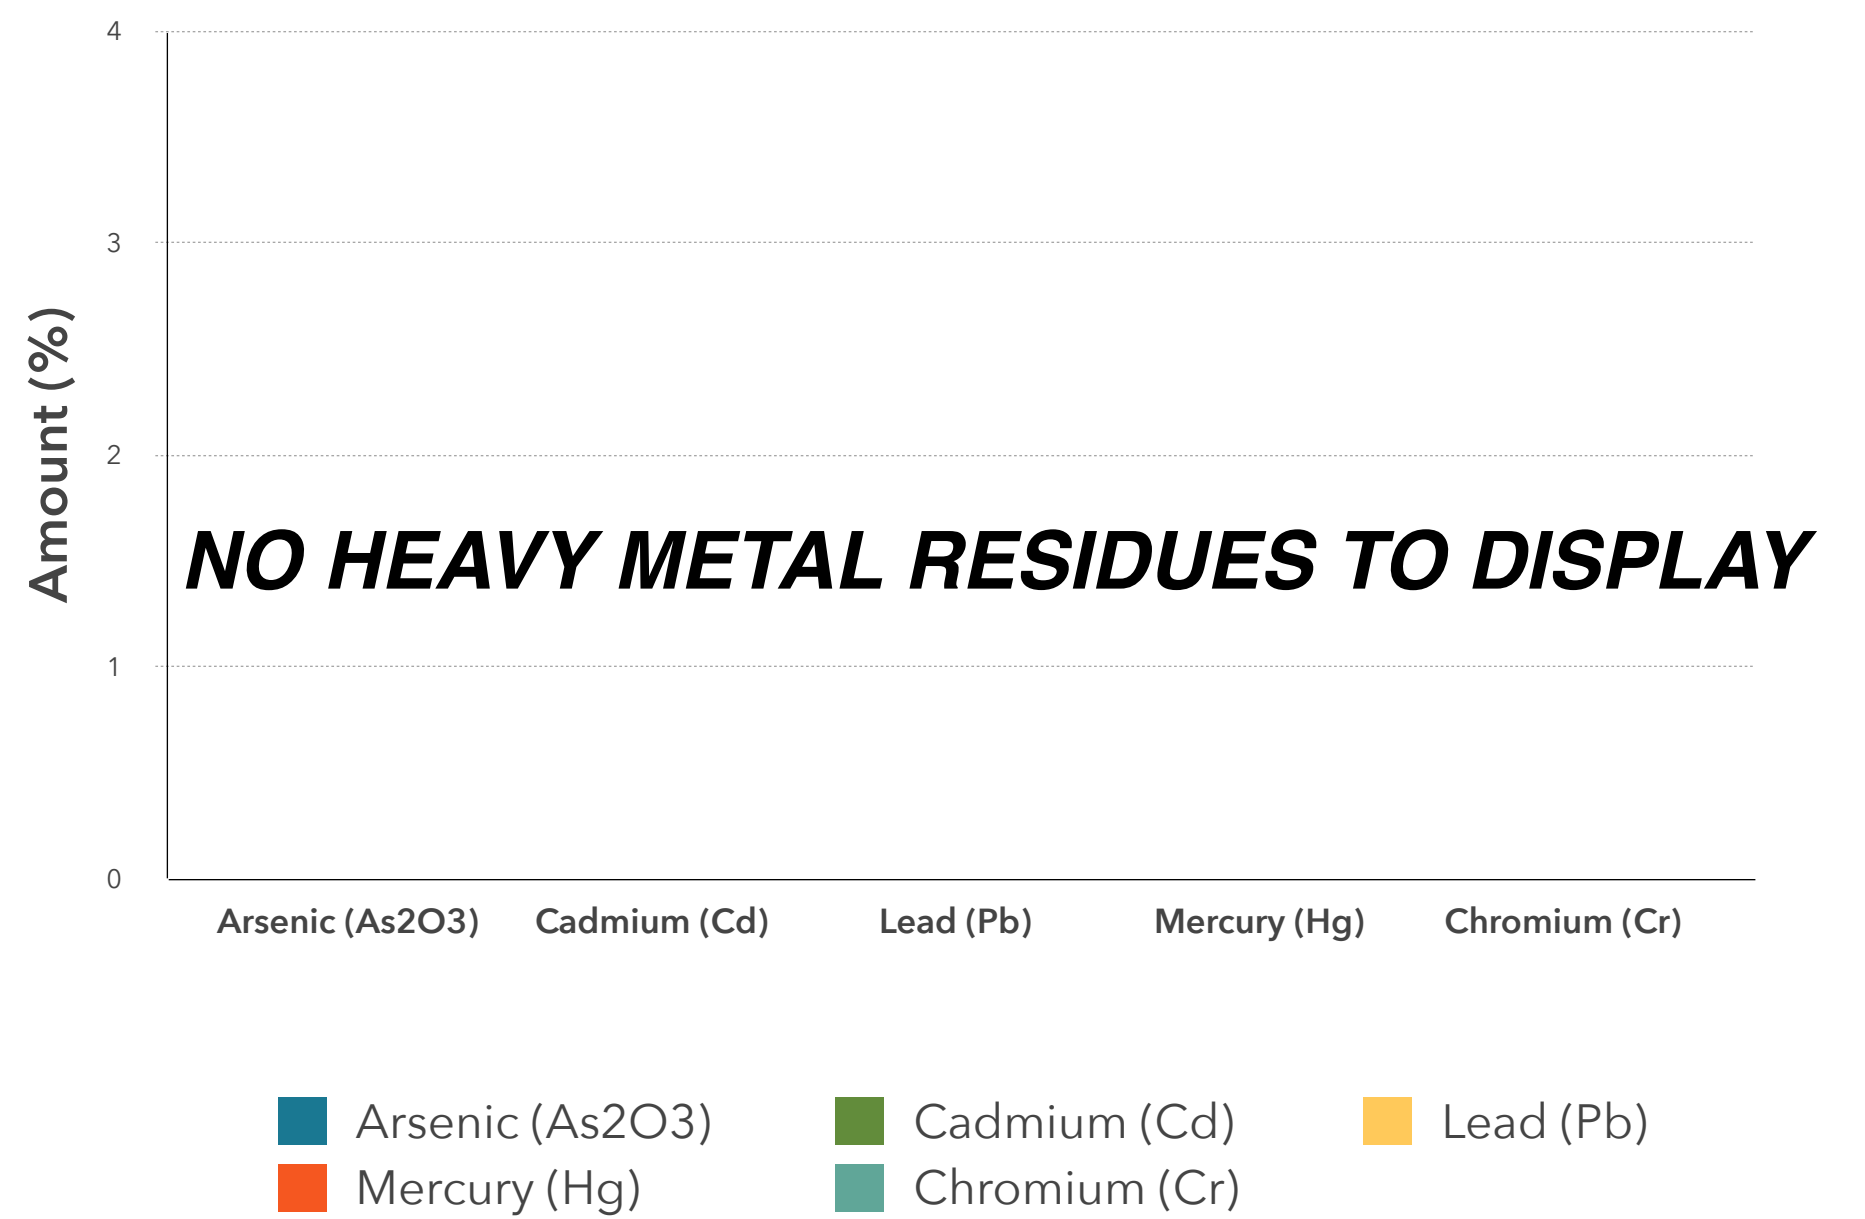 4
3
2
1
0
Amount (%)
NO HEAVY METAL RESIDUES TO DISPLAY
Arsenic (As2O3) Cadmium (Cd) Lead (Pb) Mercury (Hg) Chromium (Cr)
Arsenic (As2O3) Cadmium (Cd) Lead (Pb)
Mercury (Hg) Chromium (Cr)